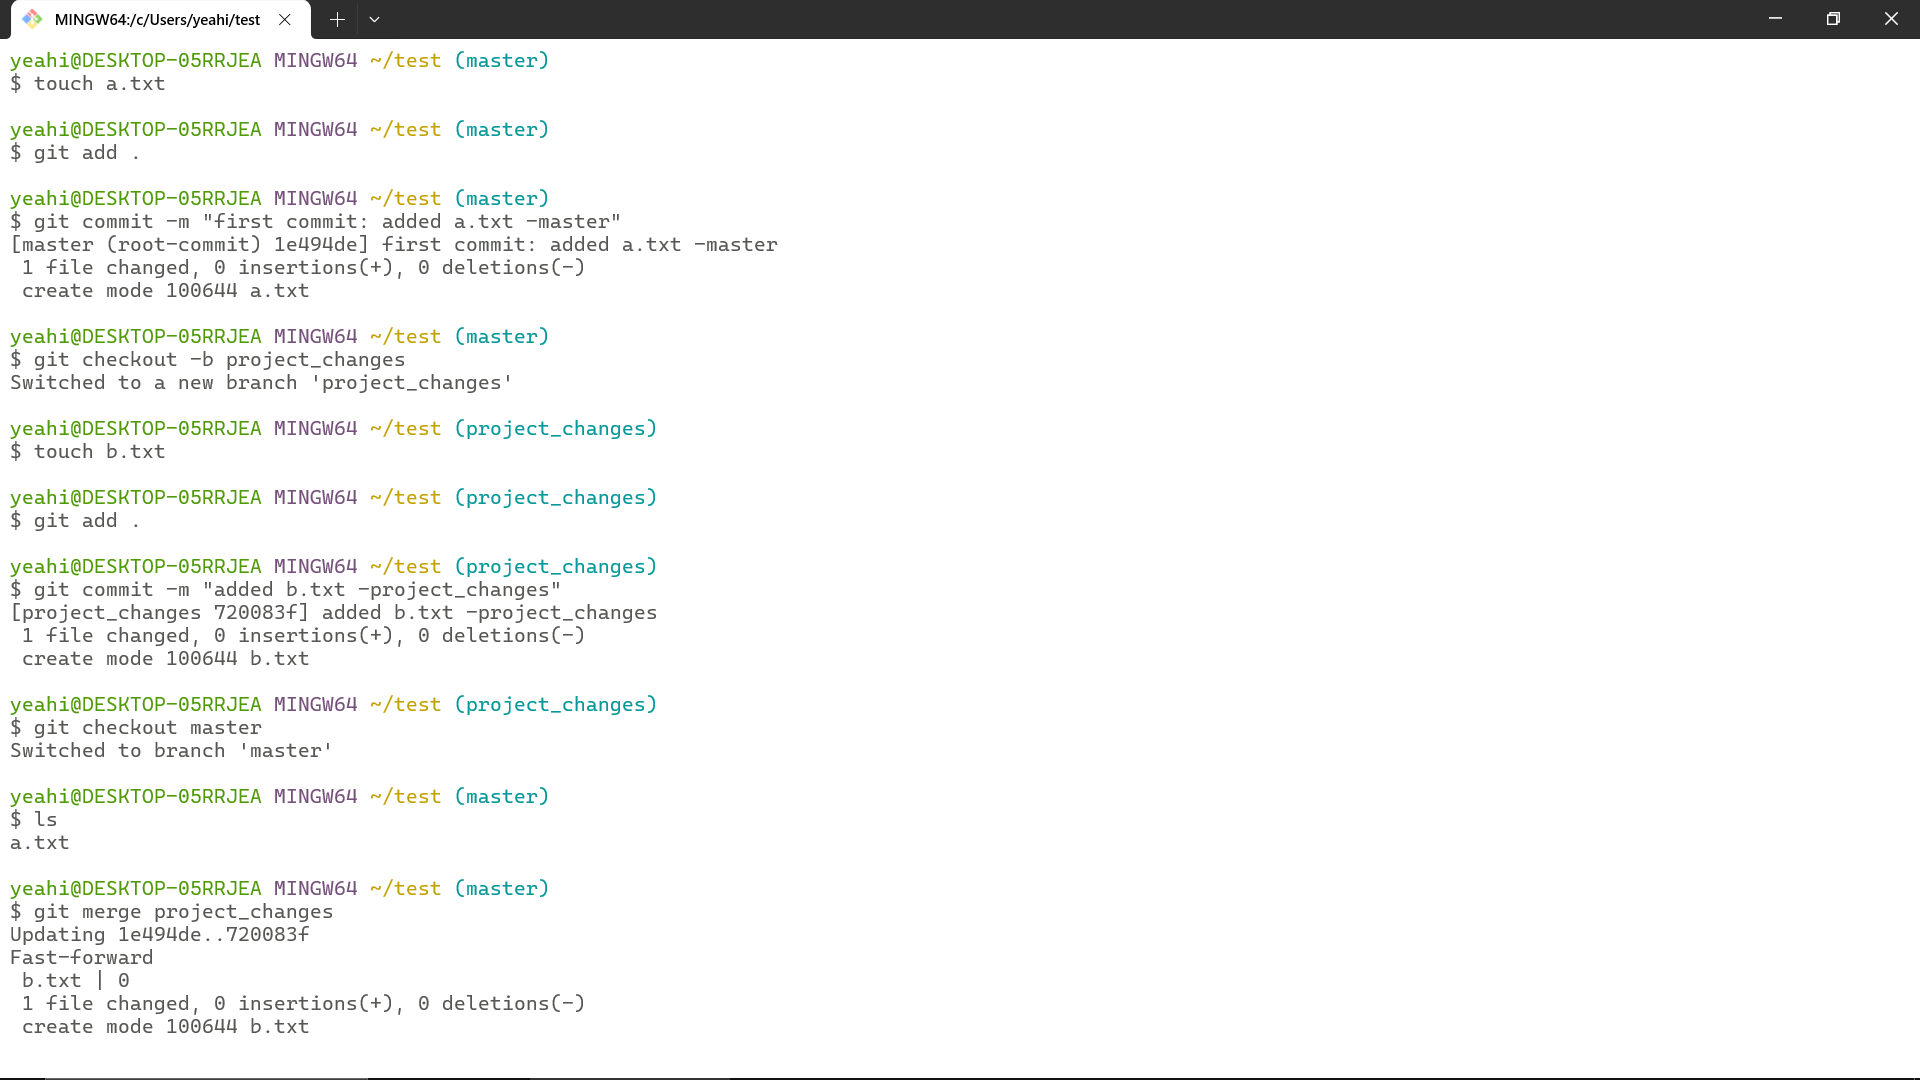 MINGW64:/c/Users/yeahi/test
yeahi@DESKTOP-05RRJEA MINGW64 ~/test (master)
$ touch a.txt
yeahi@DESKTOP-05RRJEA MINGW64 ~/test (master)
$ git add .
yeahi@DESKTOP-05RRJEA MINGW64 ~/test (master)
$ git commit -m "first commit: added a.txt -master"
[master (root-commit) 1e494de] first commit: added a.txt -master
 1 file changed, 0 insertions(+), 0 deletions(-)
 create mode 100644 a.txt
yeahi@DESKTOP-05RRJEA MINGW64 ~/test (master)
$ git checkout -b project_changes
Switched to a new branch 'project_changes'
yeahi@DESKTOP-05RRJEA MINGW64 ~/test (project_changes)
$ touch b.txt
yeahi@DESKTOP-05RRJEA MINGW64 ~/test (project_changes)
$ git add .
yeahi@DESKTOP-05RRJEA MINGW64 ~/test (project_changes)
$ git commit -m "added b.txt -project_changes"
[project_changes 720083f] added b.txt -project_changes
 1 file changed, 0 insertions(+), 0 deletions(-)
 create mode 100644 b.txt
yeahi@DESKTOP-05RRJEA MINGW64 ~/test (project_changes)
$ git checkout master
Switched to branch 'master'
yeahi@DESKTOP-05RRJEA MINGW64 ~/test (master)
$ ls
a.txt
yeahi@DESKTOP-05RRJEA MINGW64 ~/test (master)
$ git merge project_changes
Updating 1e494de..720083f
Fast-forward
 b.txt | 0
 1 file changed, 0 insertions(+), 0 deletions(-)
 create mode 100644 b.txt